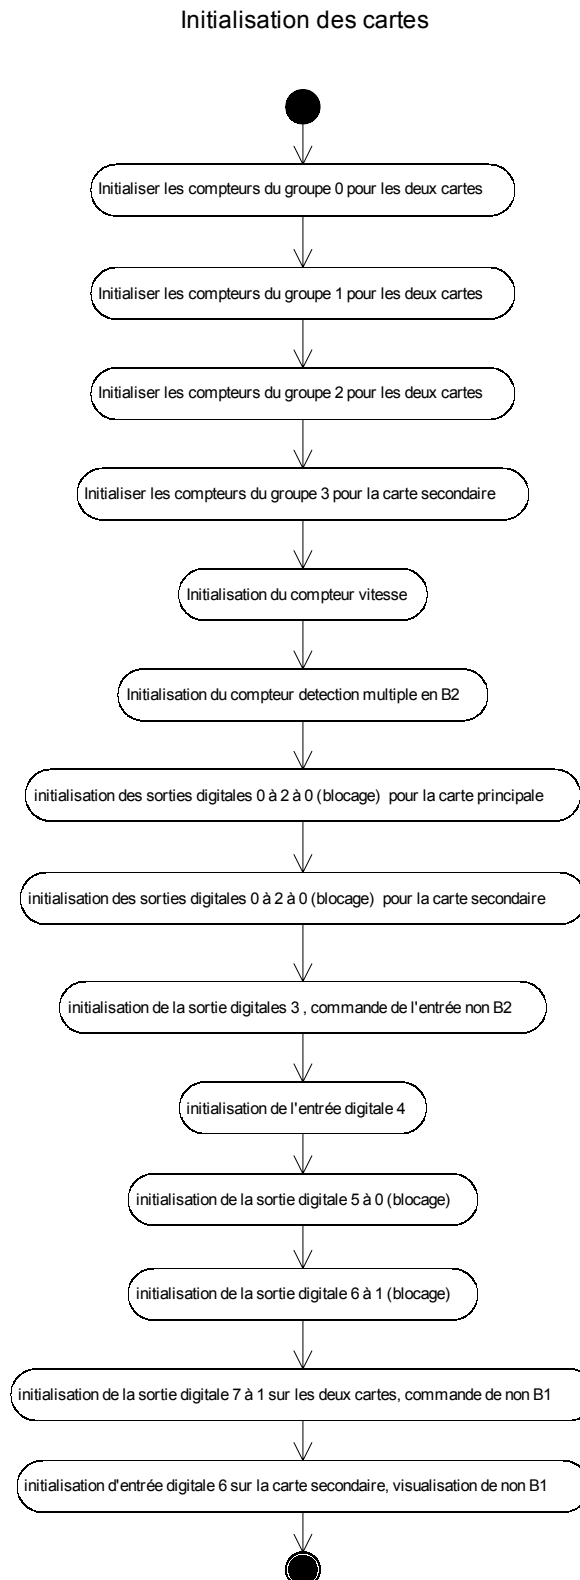 Initialisation des cartes
Initialiser les compteurs du groupe 0 pour les deux cartes
Initialiser les compteurs du groupe 1 pour les deux cartes
Initialiser les compteurs du groupe 2 pour les deux cartes
Initialiser les compteurs du groupe 3 pour la carte secondaire
Initialisation du compteur vitesse
Initialisation du compteur detection multiple en B2
initialisation des sorties digitales 0 à 2 à 0 (blocage) pour la carte principale
initialisation des sorties digitales 0 à 2 à 0 (blocage) pour la carte secondaire
initialisation de la sortie digitales 3 , commande de l'entrée non B2
initialisation de l'entrée digitale 4
initialisation de la sortie digitale 5 à 0 (blocage)
initialisation de la sortie digitale 6 à 1 (blocage)
initialisation de la sortie digitale 7 à 1 sur les deux cartes, commande de non B1
initialisation d'entrée digitale 6 sur la carte secondaire, visualisation de non B1